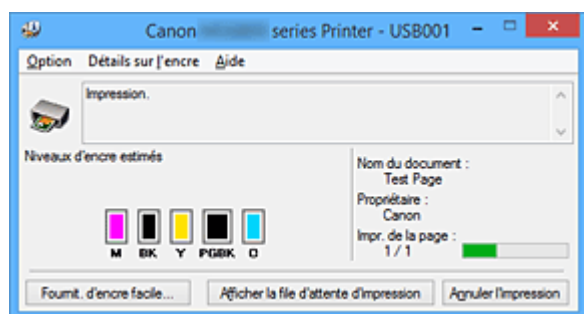 Canon series Printer - USB001
Option Détails sur l'encre Aide
Impression.
Niveaux d'encre estimés
M BK Y PGBK C
Nom du document :
Test Page
Propriétaire :
Canon
Impr. de la page :
1 / 1
Fournit. d'encre facile... Afficher la file d'attente d'impression Annuler l'impression